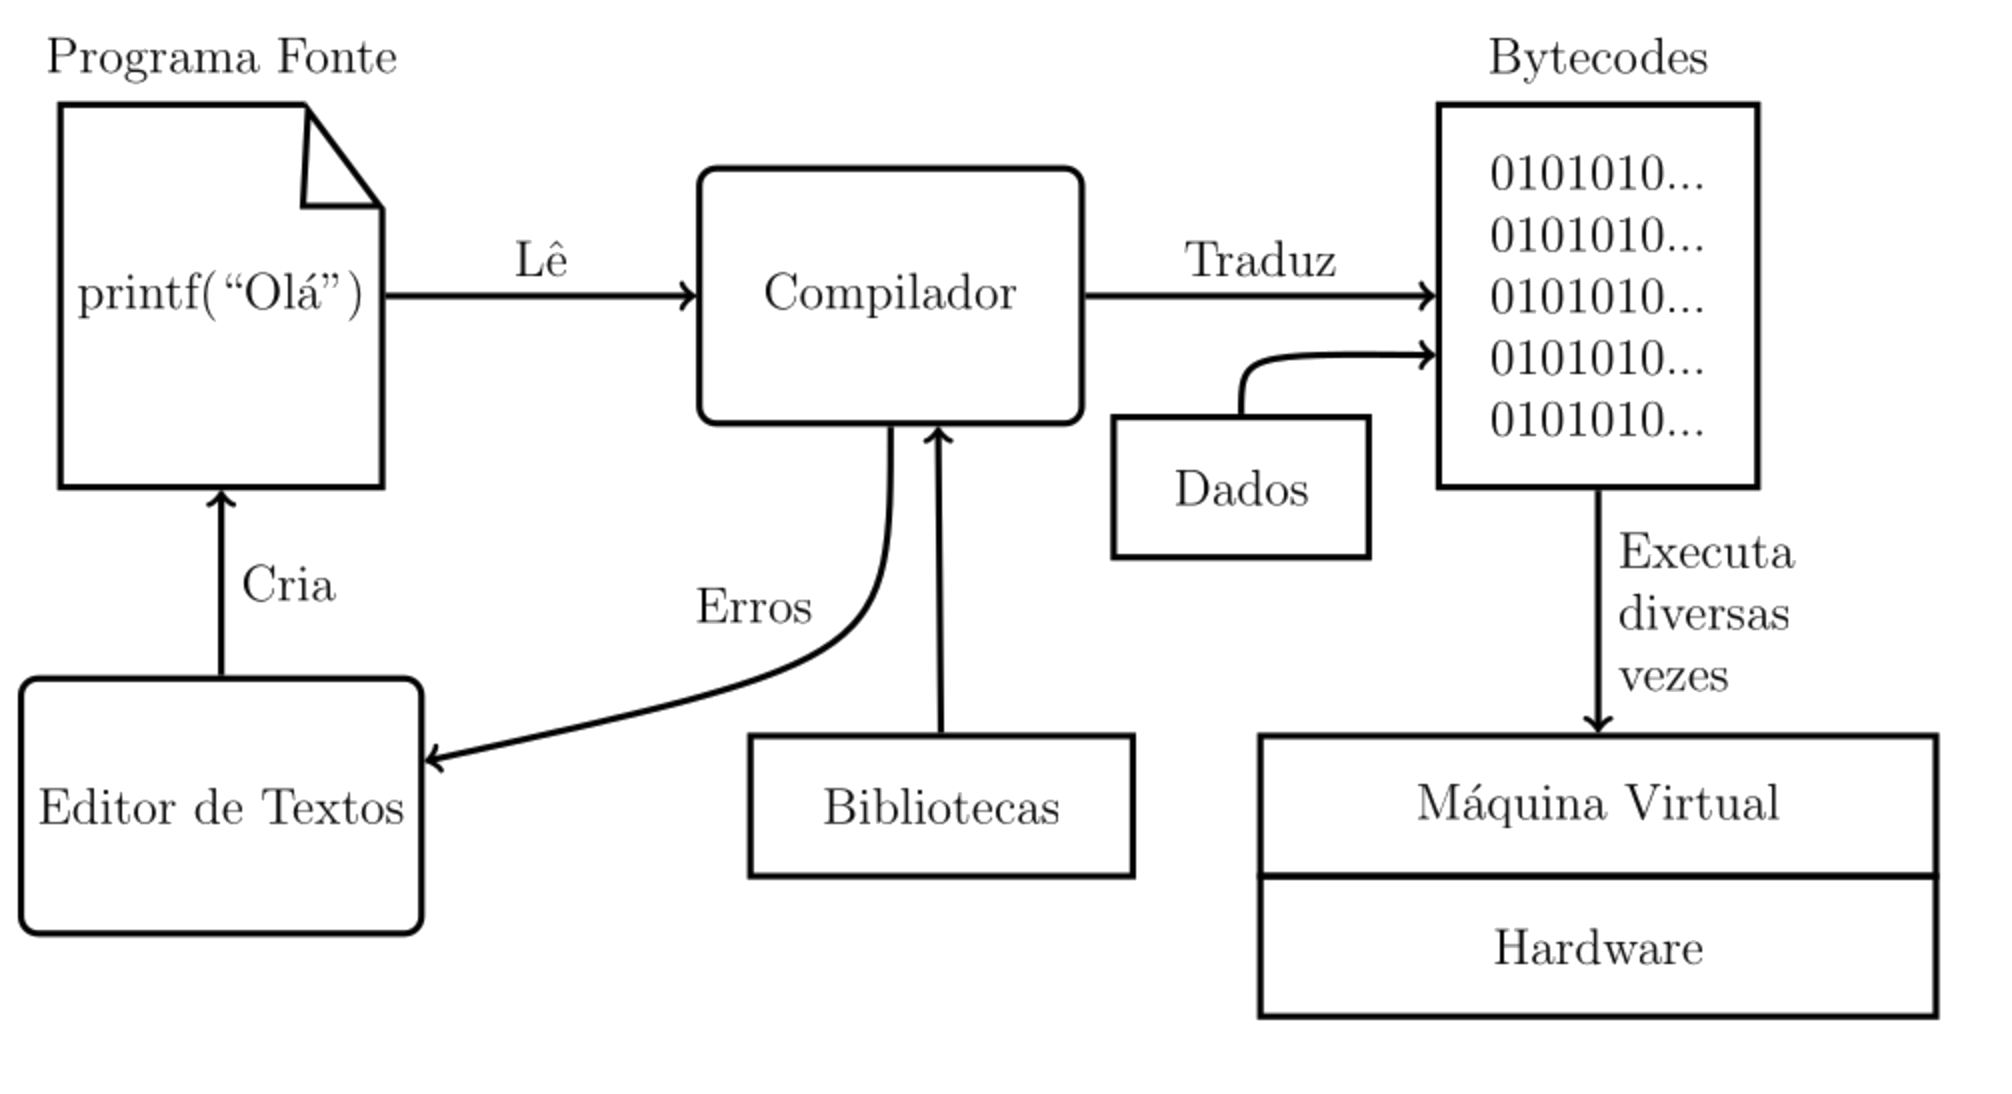 Programa Fonte
Bytecodes
printf(“Olá”)
Lê
Compilador
Traduz
0101010...
0101010...
0101010...
0101010...
0101010...
Dados
Cria
Erros
Executa
diversas
vezes
Editor de Textos
Bibliotecas
Máquina Virtual
Hardware